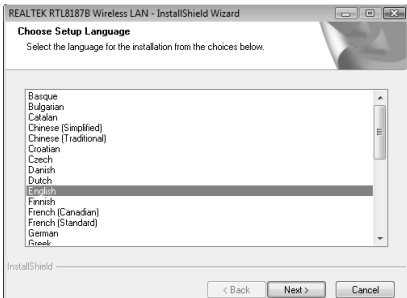 REALTEK RTL8187B Wireless LAN - InstallShield Wizard
Choose Setup Language
Select the language for the installation from the choices below.
Basque
Bulgarian
Catalan
Chinese (Simplified)
Chinese (Traditional)
Croatian
Czech
Danish
Dutch
English
Finnish
French (Canadian)
French (Standard)
German
Greek
InstallShield
< Back
Next >
Cancel